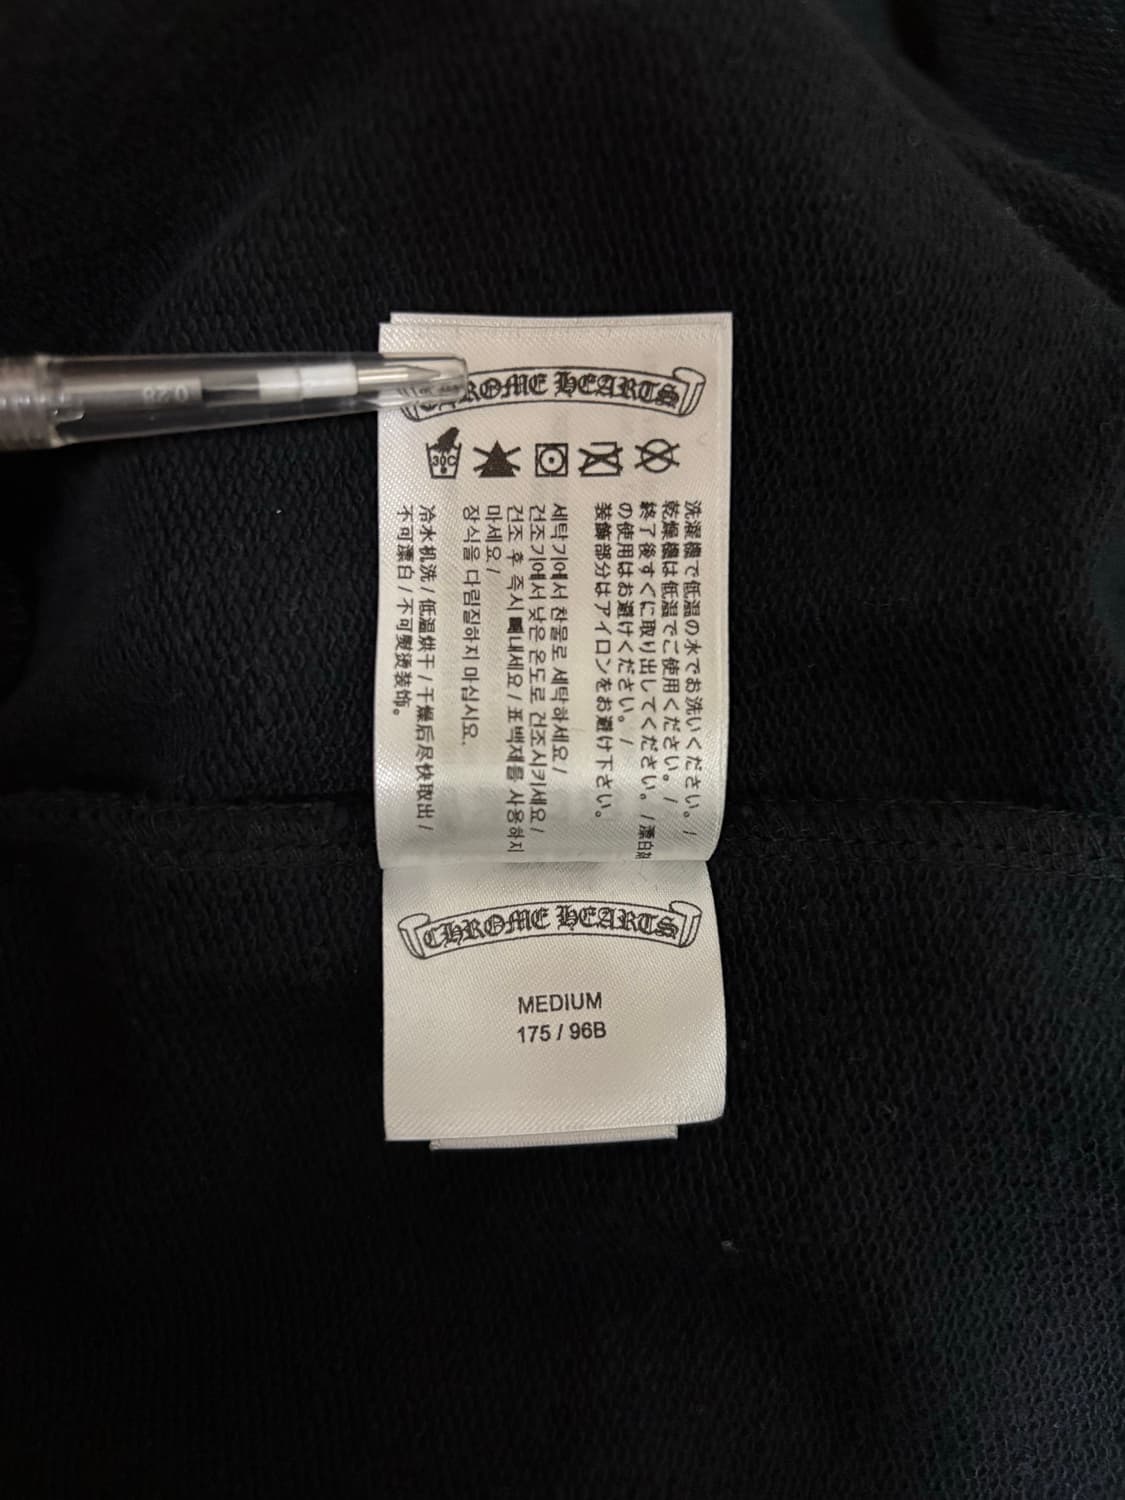 CHROME HEARTS
30C
洗濯機で低温の水でお洗いください。/
乾燥機は低温でご使用ください。/
終了後すぐに取り出してください。/ 漂白剤
の使用はお避けください。/
装飾部分はアイロンをお避け下さい。
세탁기에서 찬물로 세탁하세요 /
건조기에서 낮은 온도로 건조시키세요 /
건조 후 즉시 빼내세요 / 표백제를 사용하지
마세요 /
장식을 다림질하지 마십시오.
冷水机洗 / 低温烘干 / 干燥后尽快取出 /
不可漂白 / 不可熨烫装饰。
CHROME HEARTS
MEDIUM
175 / 96B
0.28